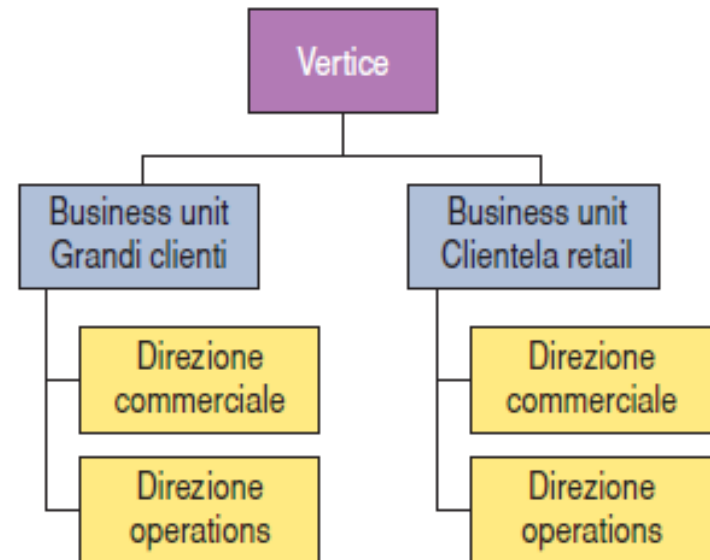 Vertice
Business unit
Grandi clienti
Business unit
Clientela retail
Direzione
commerciale
Direzione
commerciale
Direzione
operations
Direzione
operations